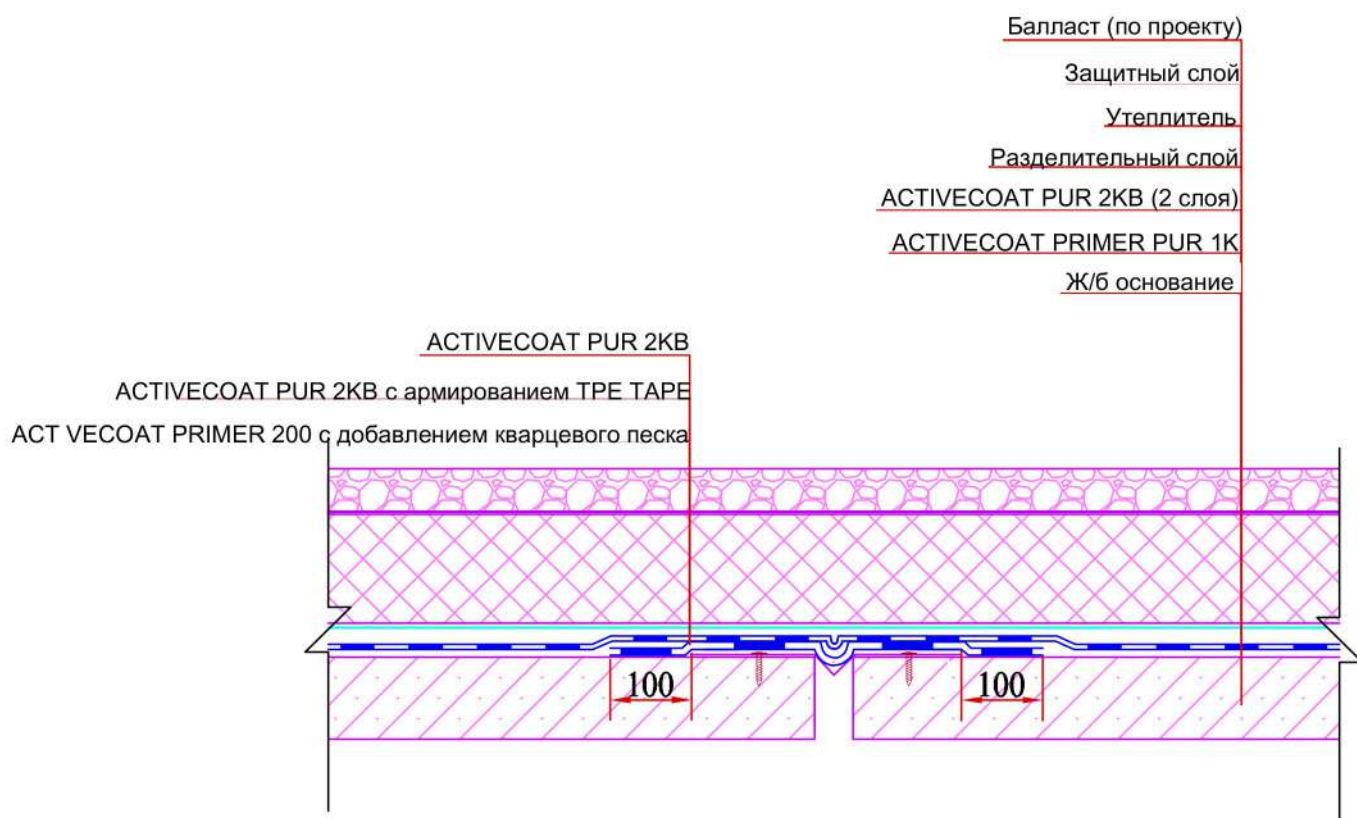 Балласт (по проекту)
Защитный слой
Утеплитель
Разделительный слой
ACTIVECOAT PUR 2KB (2 слоя)
ACTIVECOAT PRIMER PUR 1K
Ж/б основание
ACTIVECOAT PUR 2KB
ACTIVECOAT PUR 2KB с армированием TPE TAPE
ACT VECOAT PRIMER 200 с добавлением кварцевого песка
100
100